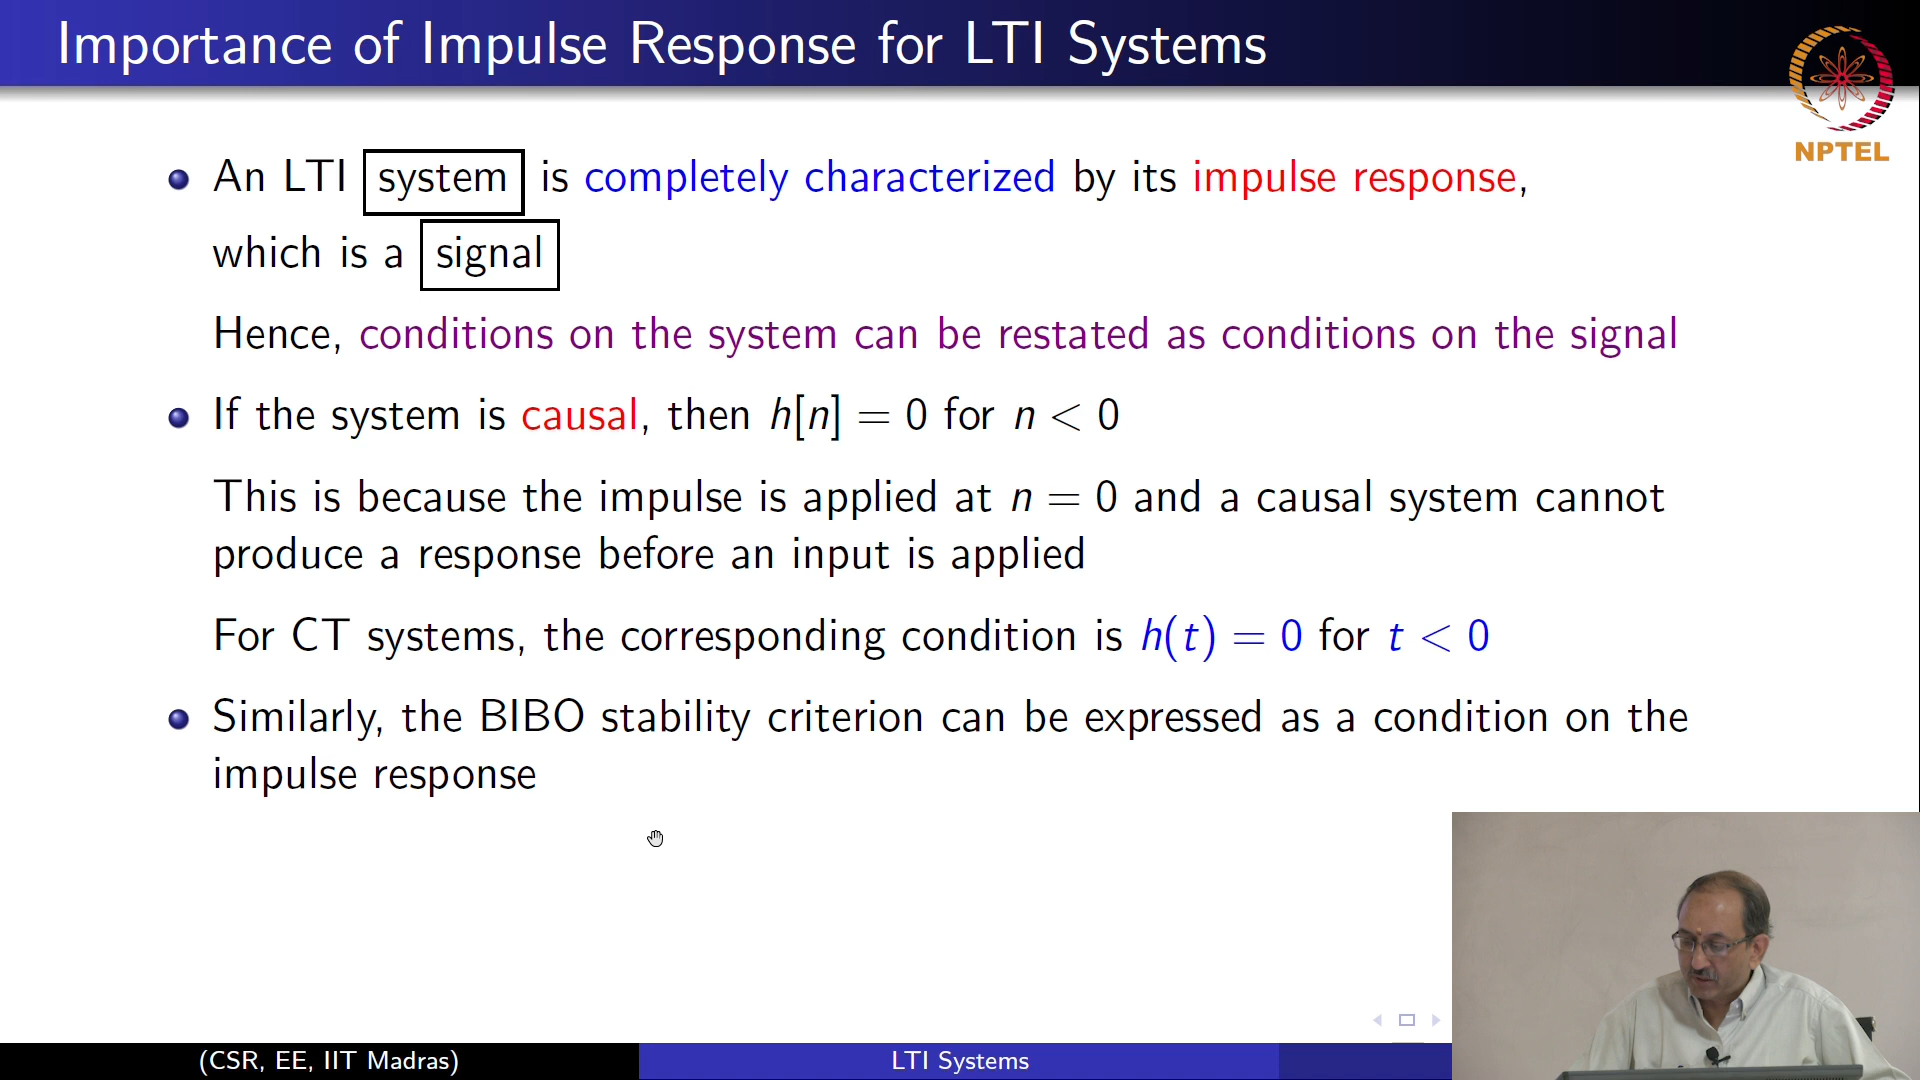 Importance of Impulse Response for LTI Systems
NPTEL
An LTI system is completely characterized by its impulse response,
which is a signal
Hence, conditions on the system can be restated as conditions on the signal
If the system is causal, then h[n] = 0 for n < 0
This is because the impulse is applied at n = 0 and a causal system cannot
produce a response before an input is applied
For CT systems, the corresponding condition is h(t) = 0 for t < 0
Similarly, the BIBO stability criterion can be expressed as a condition on the
impulse response
(CSR, EE, IIT Madras)
LTI Systems